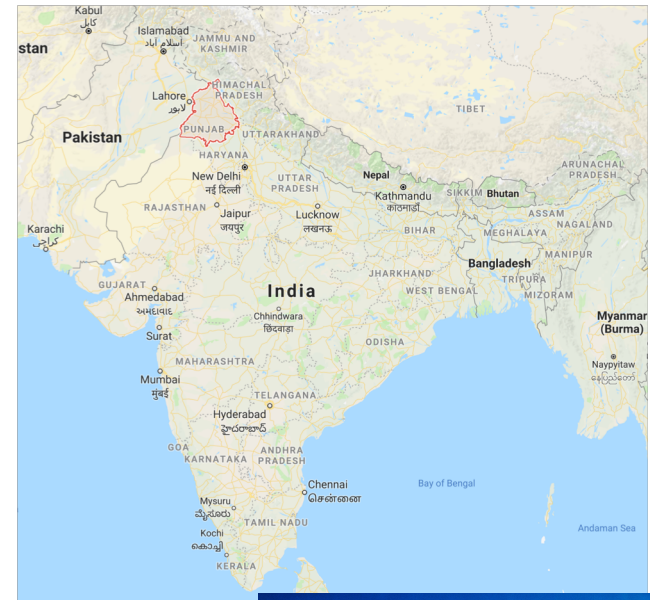 Kabul
کابل
Islamabad
اسلام آباد
JAMMU AND
KASHMIR
stan
HIMACHAL
PRADESH
Lahore
لاہور
TIBET
PUNJAB
UTTARAKHAND
Pakistan
HARYANA
New Delhi
नई दिल्ली
UTTAR
PRADESH
Nepal
Kathmandu
काठमाडौं
SIKKIM
Bhutan
ARUNACHAL
PRADESH
RAJASTHAN
Jaipur
जयपुर
Lucknow
लखनऊ
ASSAM
NAGALAND
Karachi
کراچی
BIHAR
MEGHALAYA
MANIPUR
Bangladesh
JHARKHAND
TRIPURA
GUJARAT
Ahmedabad
અમદાવાદ
India
WEST BENGAL
MIZORAM
Chhindwara
छिंदवाड़ा
Myanmar
(Burma)
Surat
ODISHA
MAHARASHTRA
Naypyitaw
နေပြည်တော်
Mumbai
मुंबई
TELANGANA
Hyderabad
హైదరాబాద్
GOA
KARNATAKA
ANDHRA
PRADESH
Chennai
சென்னை
Bay of Bengal
Mysuru
ಮೈಸೂರು
TAMIL NADU
Andaman Sea
Kochi
കൊച്ചി
KERALA